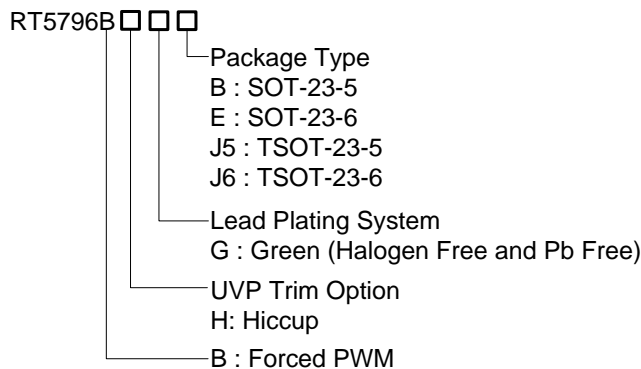 RT5796B□□□
Package Type
B : SOT-23-5
E : SOT-23-6
J5 : TSOT-23-5
J6 : TSOT-23-6
Lead Plating System
G : Green (Halogen Free and Pb Free)
UVP Trim Option
H: Hiccup
B : Forced PWM